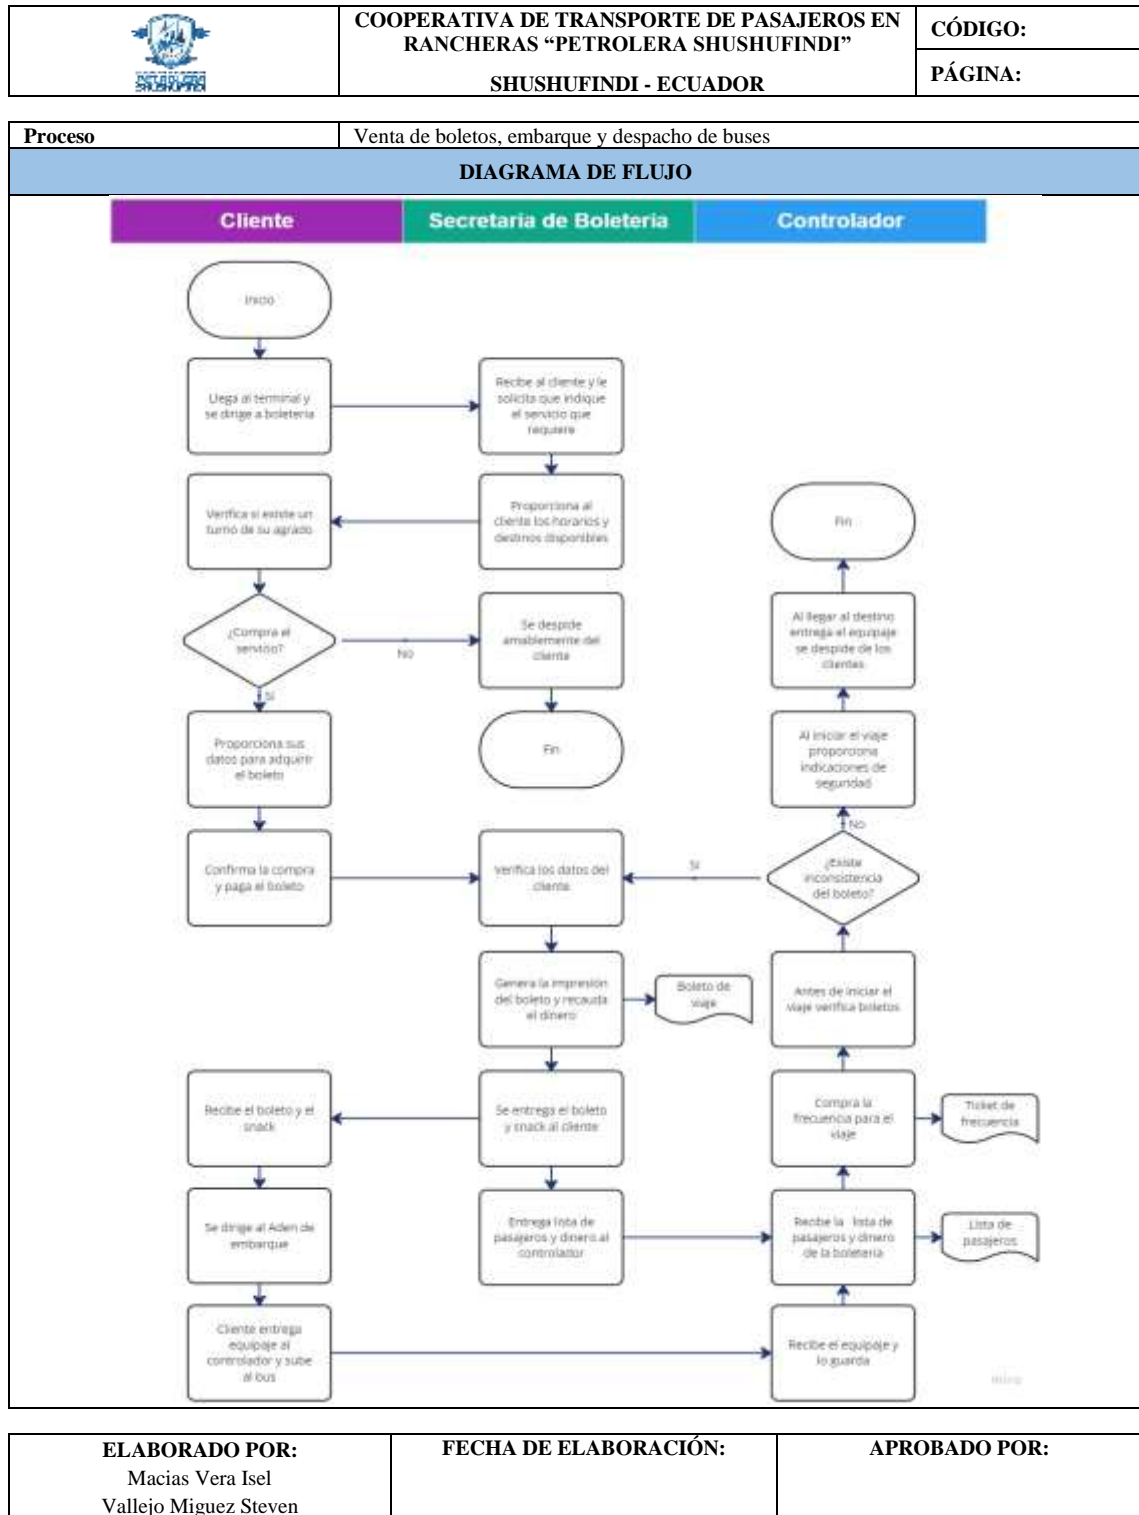 COOPERATIVA DE TRANSPORTE DE PASAJEROS EN
RANCHERAS “PETROLERA SHUSHUFINDI”
SHUSHUFINDI - ECUADOR
CÓDIGO:
PÁGINA:
PETROLERA
SHUSHUFINDI
Proceso
Venta de boletos, embarque y despacho de buses
DIAGRAMA DE FLUJO
Cliente
Secretaria de Boleteria
Controlador
Inicio
Llega al terminal y
se dirige a boletería
Recibe al cliente y le
solicita que indique
el servicio que
requiere
Verifica si existe un
turno de su agrado
Proporciona al
cliente los horarios y
destinos disponibles
Fin
¿Compra el
servicio?
No
Se despide
amablemente del
cliente
Al llegar al destino
entrega el equipaje
se despide de los
clientes
Si
Proporciona sus
datos para adquirir
el boleto
Fin
Al iniciar el viaje
proporciona
indicaciones de
seguridad
No
Confirma la compra
y paga el boleto
Verifica los datos del
cliente
Si
¿Existe
inconsistencia
del boleto?
Genera la impresión
del boleto y recauda
el dinero
Boleto de
viaje
Antes de iniciar el
viaje verifica boletos
Recibe el boleto y el
snack
Se entrega el boleto
y snack al cliente
Compra la
frecuencia para el
viaje
Ticket de
frecuencia
Se dirige al Aden de
embarque
Entrega lista de
pasajeros y dinero al
controlador
Recibe la lista de
pasajeros y dinero
de la boletería
Lista de
pasajeros
Cliente entrega
equipaje al
controlador y sube
al bus
Recibe el equipaje y
lo guarda
miro
ELABORADO POR:
Macias Vera Isel
Vallejo Miguez Steven
FECHA DE ELABORACIÓN:
APROBADO POR: